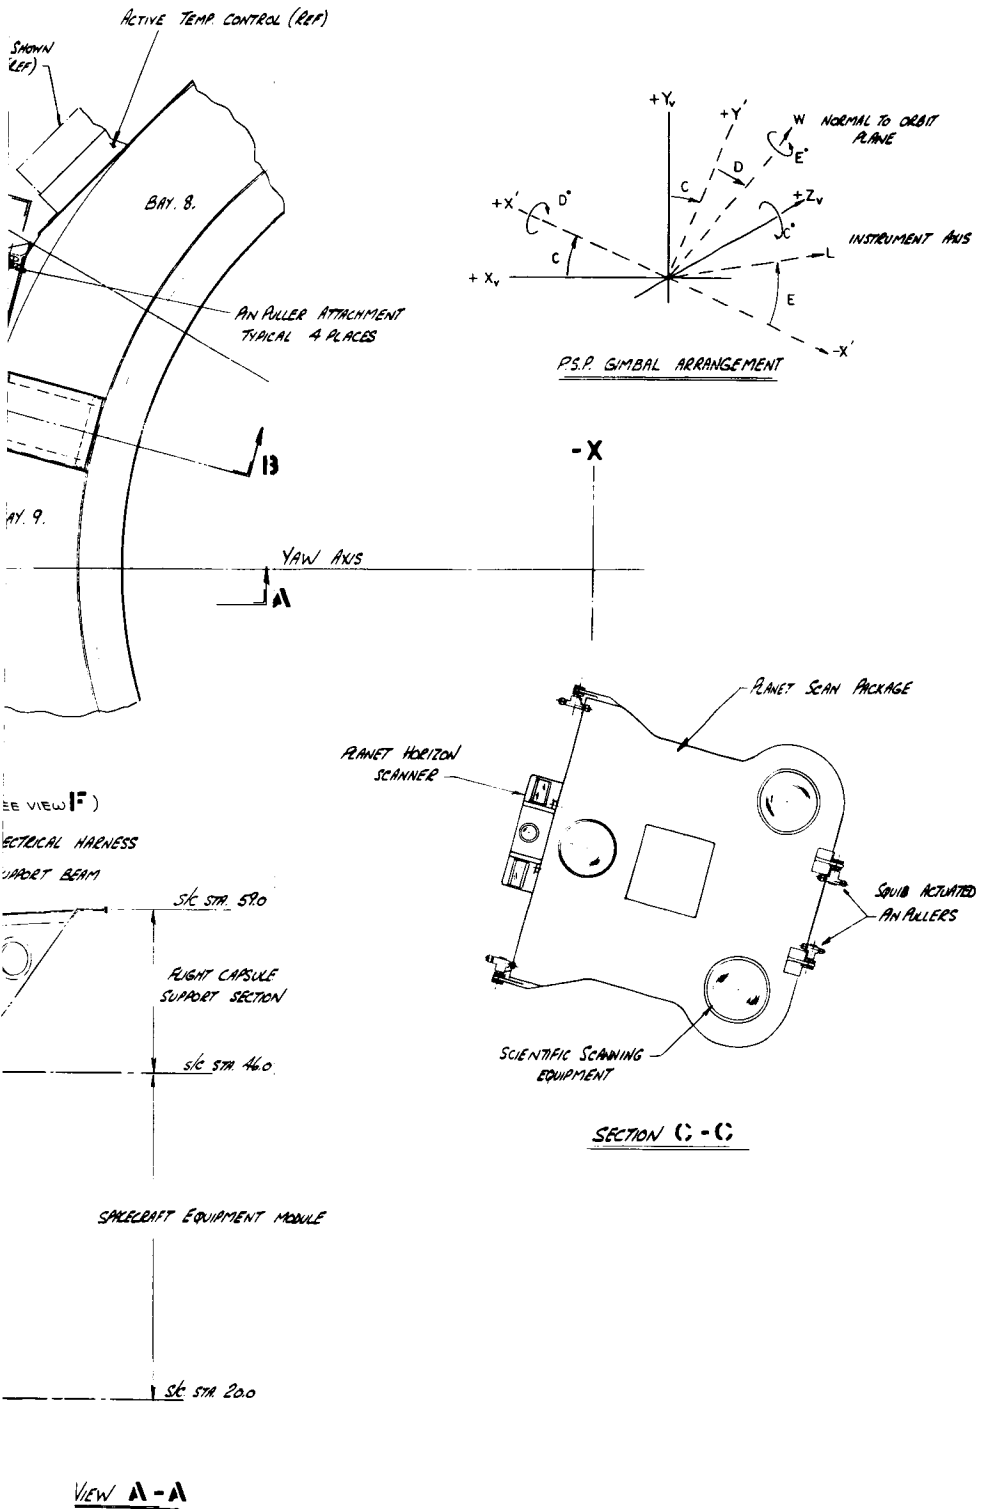 ACTIVE TEMP. CONTROL (REF)
SHOWN
REF)
BAY. 8.
PIN PULLER ATTACHMENT
TYPICAL 4 PLACES
B
AY. 9.
YAW AXIS
A
-X
+Yv
+Y'
W NORMAL TO ORBIT
PLANE
E°
D
C
+Zv
C°
+X'
D°
C
INSTRUMENT AXIS
L
+ Xv
E
-X'
P.S.P. GIMBAL ARRANGEMENT
PLANET SCAN PACKAGE
PLANET HORIZON
SCANNER
SQUIB ACTUATED
PIN PULLERS
SCIENTIFIC SCANNING
EQUIPMENT
SECTION C-C
EE VIEW F)
ECTRICAL HARNESS
UPPORT BEAM
S/C STA. 59.0
FLIGHT CAPSULE
SUPPORT SECTION
S/C STA. 46.0
SPACECRAFT EQUIPMENT MODULE
S/C STA. 20.0
VIEW A-A